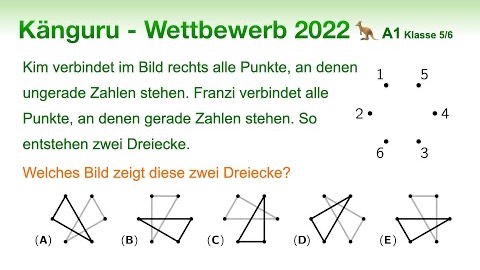 Känguru - Wettbewerb 2022 A1 Klasse 5/6
Kim verbindet im Bild rechts alle Punkte, an denen
ungerade Zahlen stehen. Franzi verbindet alle
Punkte, an denen gerade Zahlen stehen. So
entstehen zwei Dreiecke.
1 5
2 4
6 3
Welches Bild zeigt diese zwei Dreiecke?
(A) (B) (C) (D) (E)